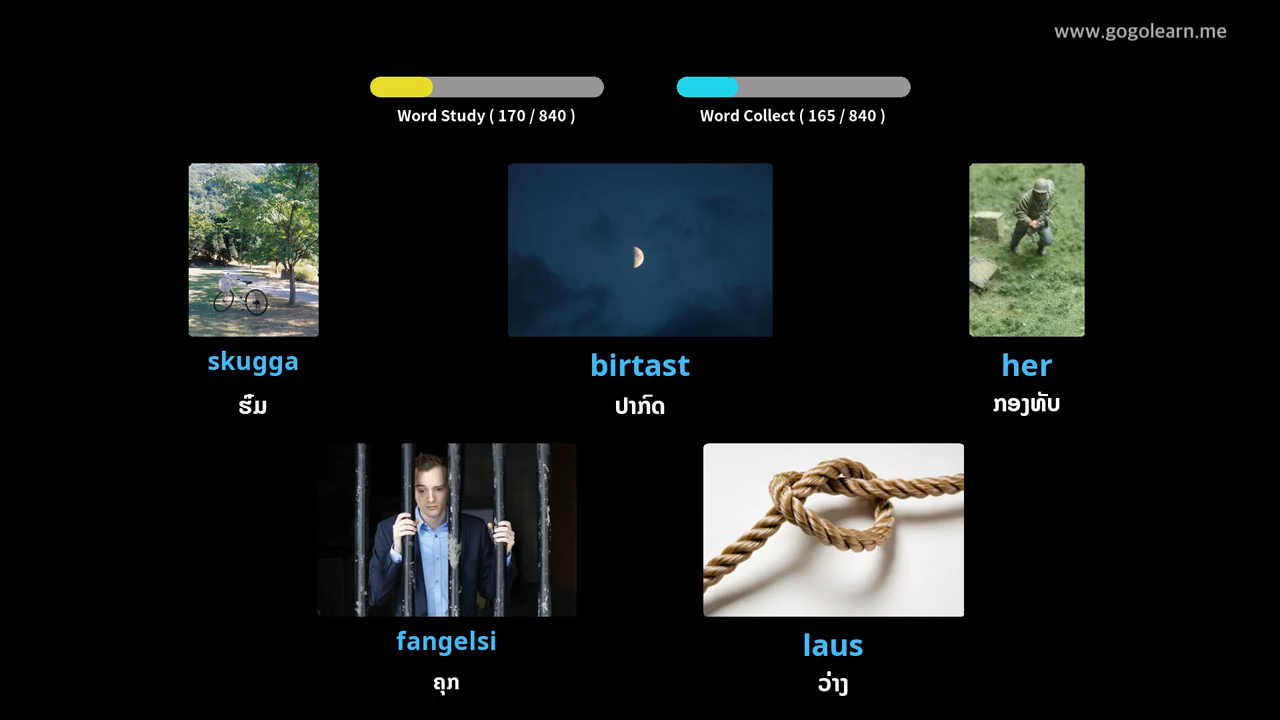 www.gogolearn.me
Word Study ( 170 / 840 )
Word Collect ( 165 / 840 )
skugga
birtast
her
ຮົ່ມ
ປາກົດ
ກອງທັບ
fangelsi
laus
ຄຸກ
ວ່າງ